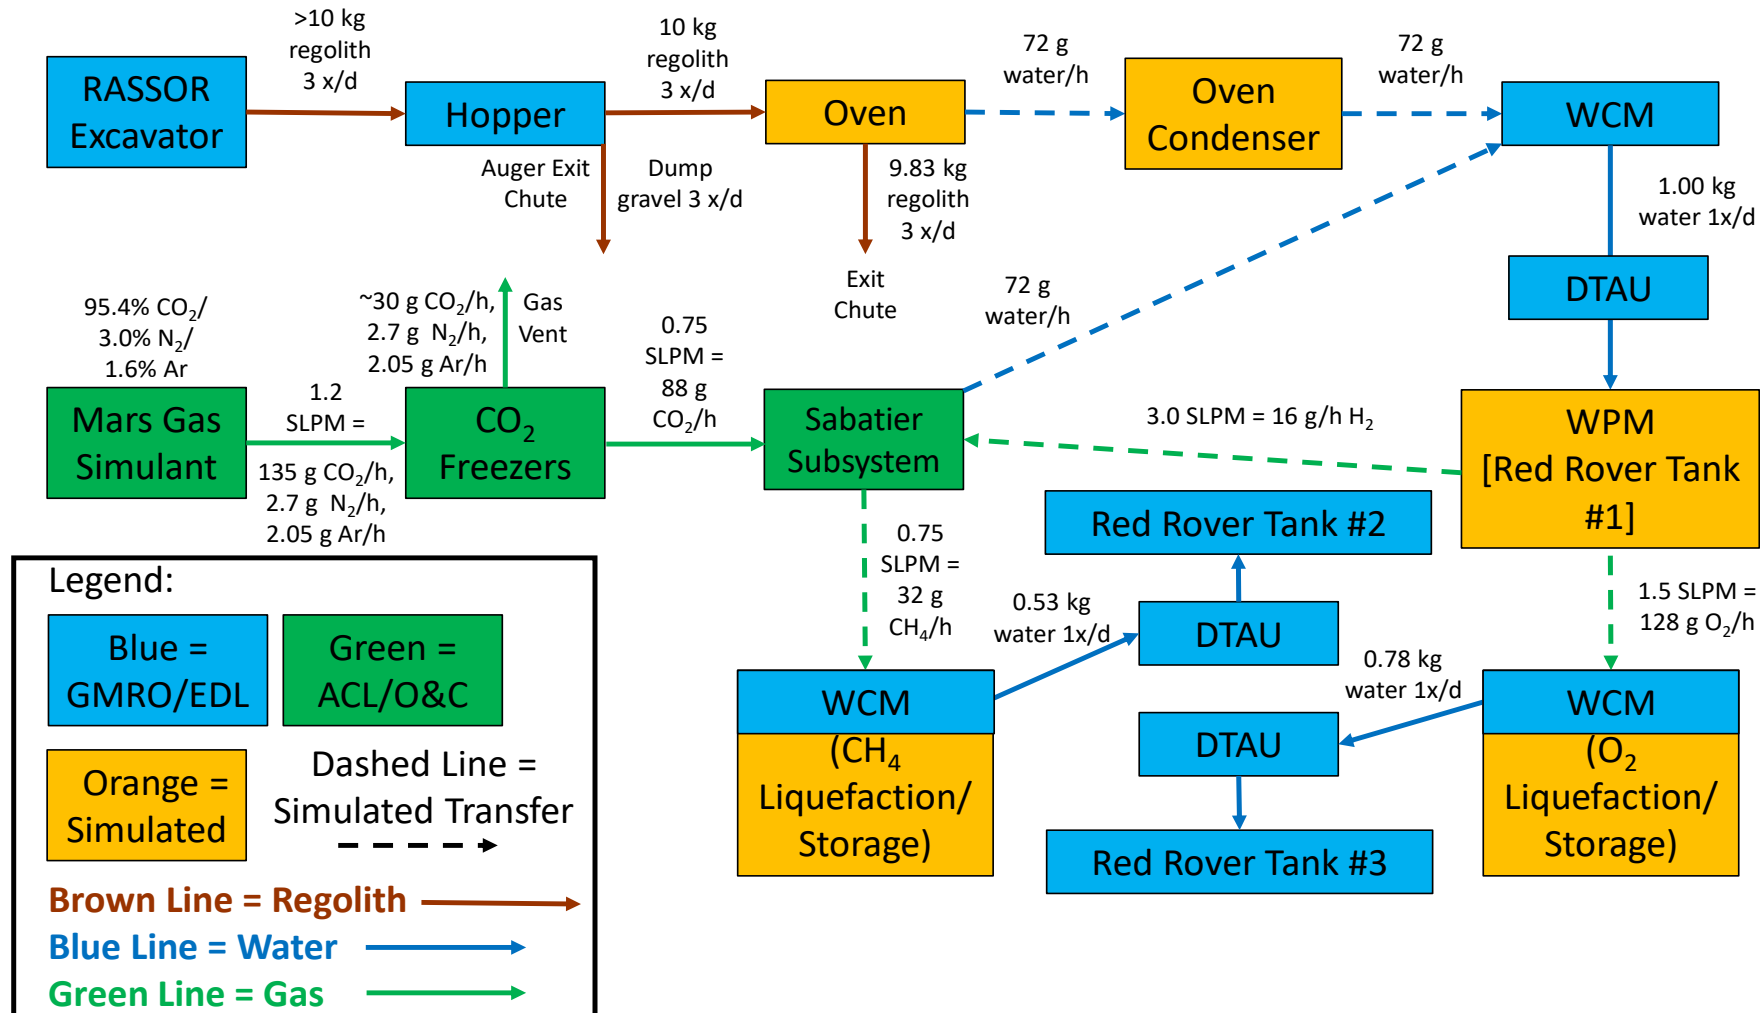 >10 kg
regolith
3 x/d
10 kg
regolith
3 x/d
72 g
water/h
72 g
water/h
RASSOR
Excavator
Hopper
Oven
Oven
Condenser
WCM
Auger Exit
Chute
Dump
gravel 3 x/d
9.83 kg
regolith
3 x/d
Exit
Chute
1.00 kg
water 1x/d
DTAU
95.4% CO₂/
3.0% N₂/
1.6% Ar
~30 g CO₂/h,
2.7 g N₂/h,
2.05 g Ar/h
Gas
Vent
0.75
SLPM =
88 g
CO₂/h
72 g
water/h
Mars Gas
Simulant
1.2
SLPM =
135 g CO₂/h,
2.7 g N₂/h,
2.05 g Ar/h
CO₂
Freezers
Sabatier
Subsystem
3.0 SLPM = 16 g/h H₂
WPM
[Red Rover Tank
#1]
0.75
SLPM =
32 g
CH₄/h
Red Rover Tank #2
1.5 SLPM =
128 g O₂/h
0.53 kg
water 1x/d
DTAU
0.78 kg
water 1x/d
WCM
(CH₄
Liquefaction/
Storage)
DTAU
WCM
(O₂
Liquefaction/
Storage)
Red Rover Tank #3
Legend:
Blue =
GMRO/EDL
Green =
ACL/O&C
Orange =
Simulated
Dashed Line =
Simulated Transfer
Brown Line = Regolith
Blue Line = Water
Green Line = Gas